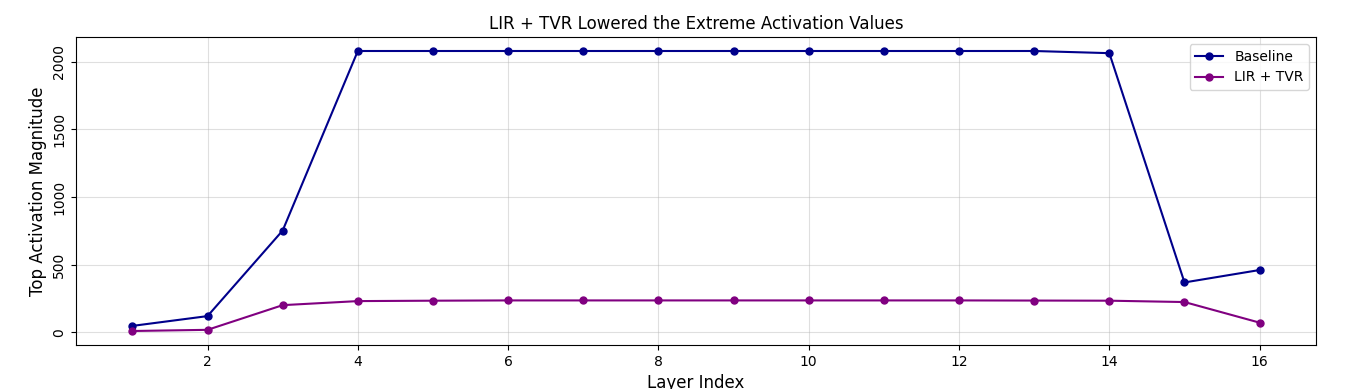 LIR + TVR Lowered the Extreme Activation Values
Top Activation Magnitude
2000
1500
1000
500
0
Baseline
LIR + TVR
2 4 6 8 10 12 14 16
Layer Index